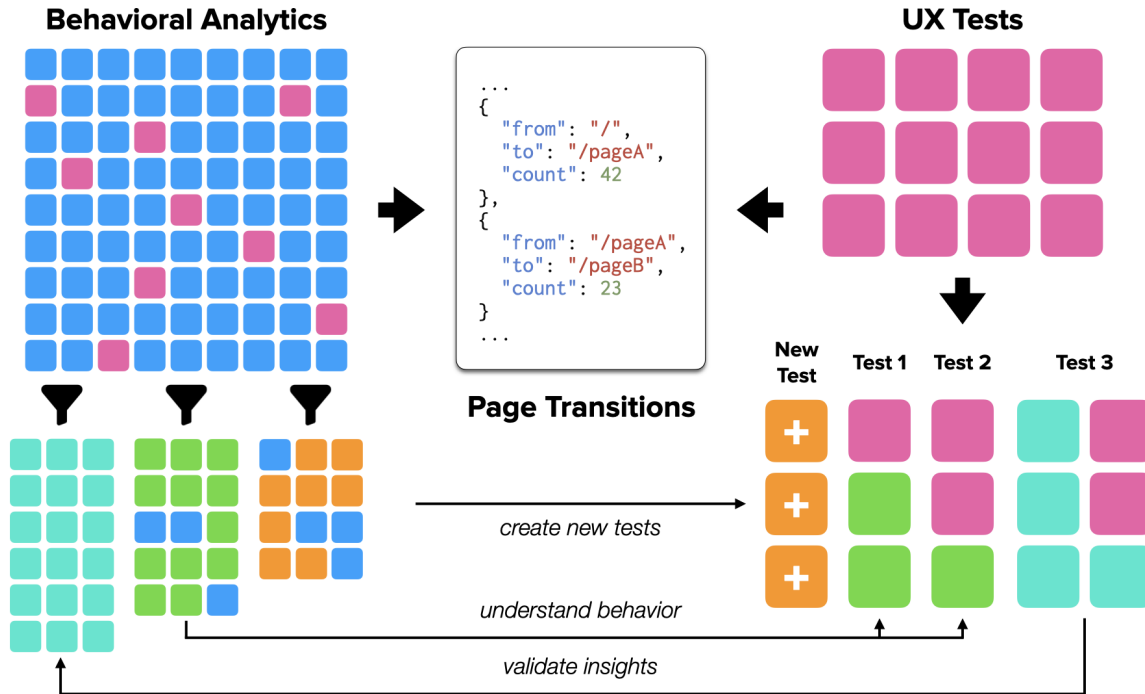 Behavioral Analytics
UX Tests
...
{
"from": "/",
"to": "/pageA",
"count": 42
},
{
"from": "/pageA",
"to": "/pageB",
"count": 23
}
...
Page Transitions
New
Test
Test 1
Test 2
Test 3
+
+
+
create new tests
understand behavior
validate insights